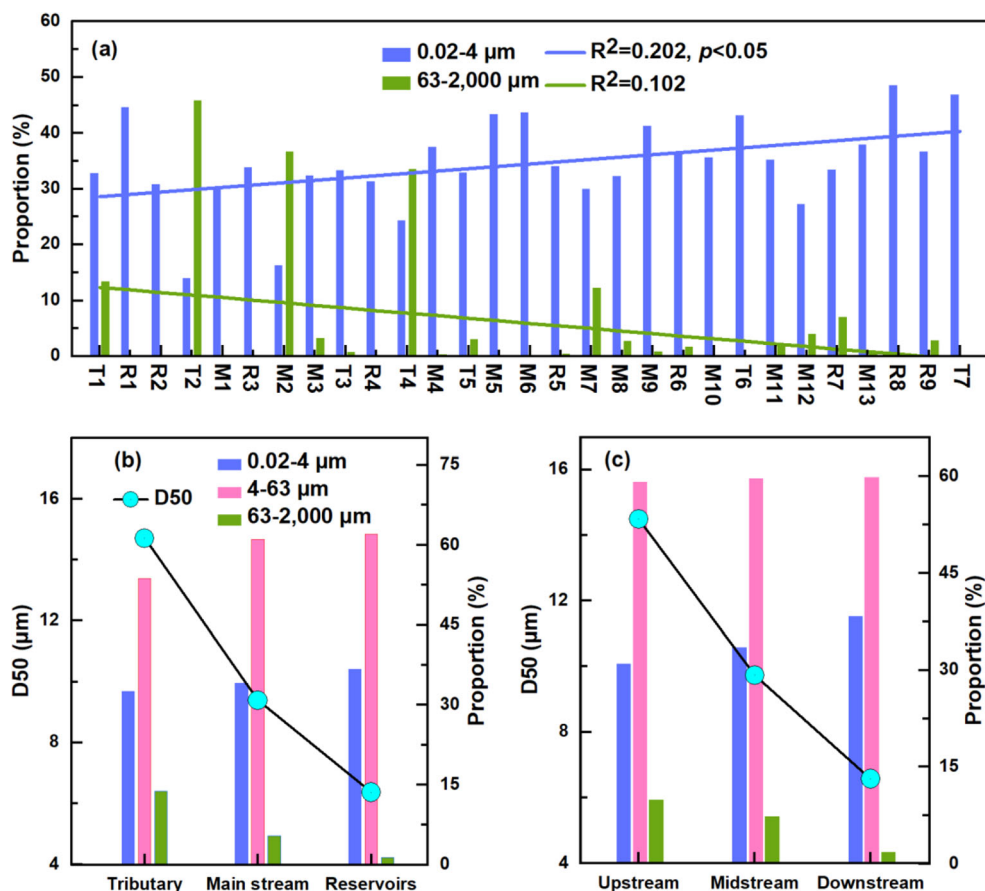 (a)
0.02-4 μm
R²=0.202, p<0.05
63-2,000 μm
R²=0.102
Proportion (%)
60
50
40
30
20
10
0
T1 R1 R2 T2 M1 R3 M2 M3 T3 R4 T4 M4 T5 M5 M6 R5 M7 M8 M9 R6 M10 T6 M11 M12 R7 M13 R8 R9 T7
(b)
0.02-4 μm
4-63 μm
63-2,000 μm
D50
D50 (μm)
16
12
8
4
Proportion (%)
75
60
45
30
15
0
Tributary Main stream Reservoirs
(c)
D50 (μm)
16
12
8
4
Proportion (%)
60
45
30
15
0
Upstream Midstream Downstream